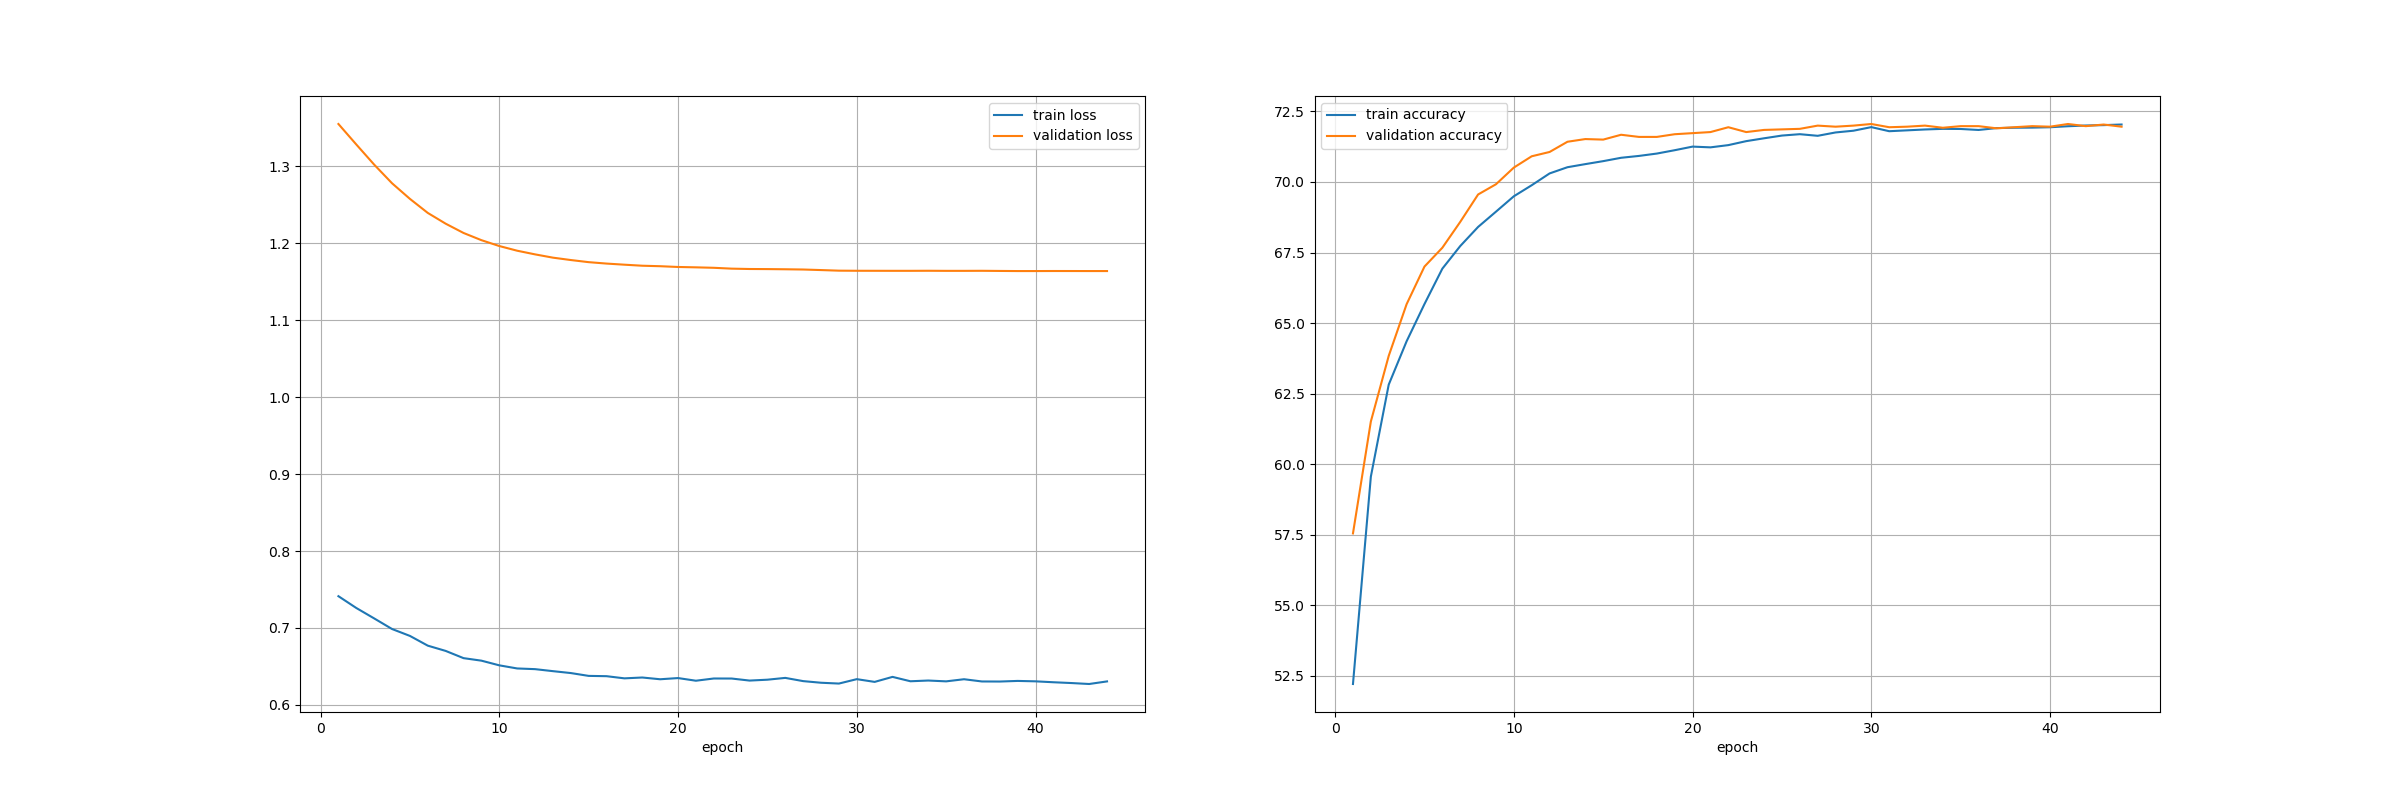 train loss
validation loss
1.3
1.2
1.1
1.0
0.9
0.8
0.7
0.6
0 10 20 30 40
epoch
train accuracy
validation accuracy
72.5
70.0
67.5
65.0
62.5
60.0
57.5
55.0
52.5
0 10 20 30 40
epoch